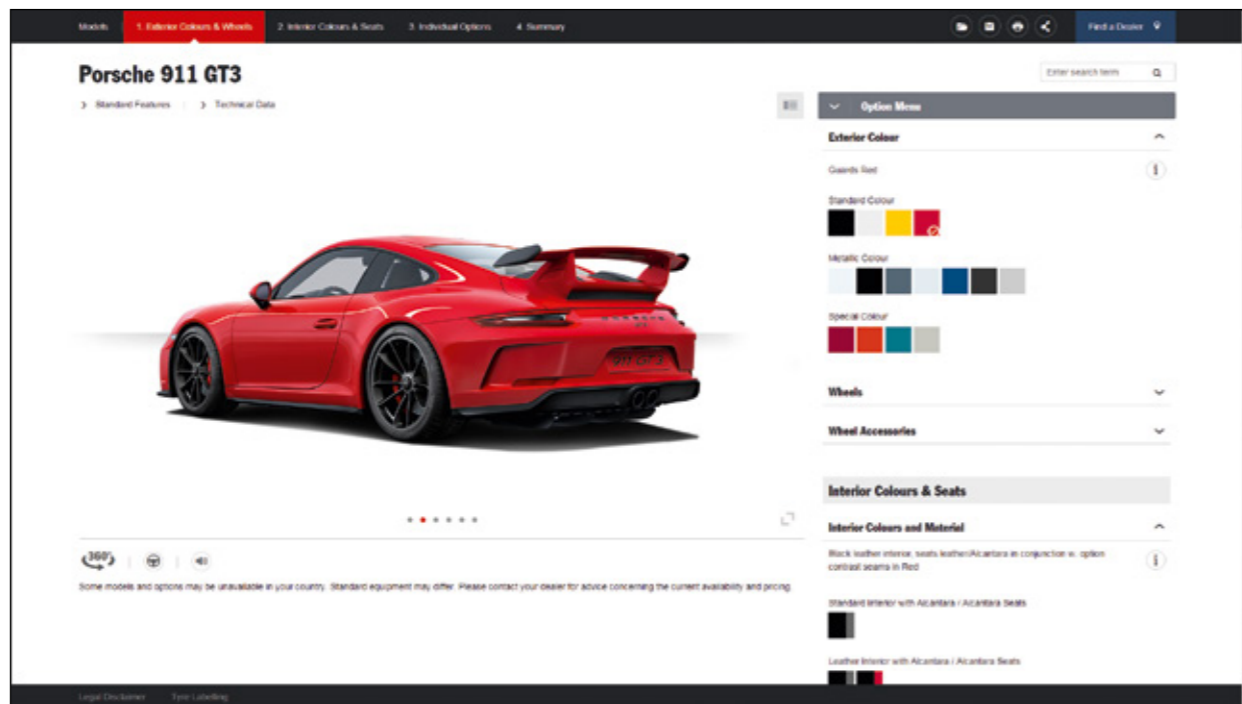 Models
1. Exterior Colours & Wheels
2. Interior Colours & Seats
3. Individual Options
4. Summary
Find a Dealer
Porsche 911 GT3
Enter search term
Standard Features
Technical Data
Option Menu
Exterior Colour
Guards Red
i
Standard Colour
Metallic Colour
Special Colour
PORSCHE
GT3
911 GT3
Wheels
Wheel Accessories
Interior Colours & Seats
Interior Colours and Material
Black leather interior, seats leather/Alcantara in conjunction w. option
contrast seams in Red
i
360°
Some models and options may be unavailable in your country. Standard equipment may differ. Please contact your dealer for advice concerning the current availability and pricing.
Standard Interior with Alcantara / Alcantara Seats
Leather Interior with Alcantara / Alcantara Seats
Legal Disclaimer
Tyre Labelling